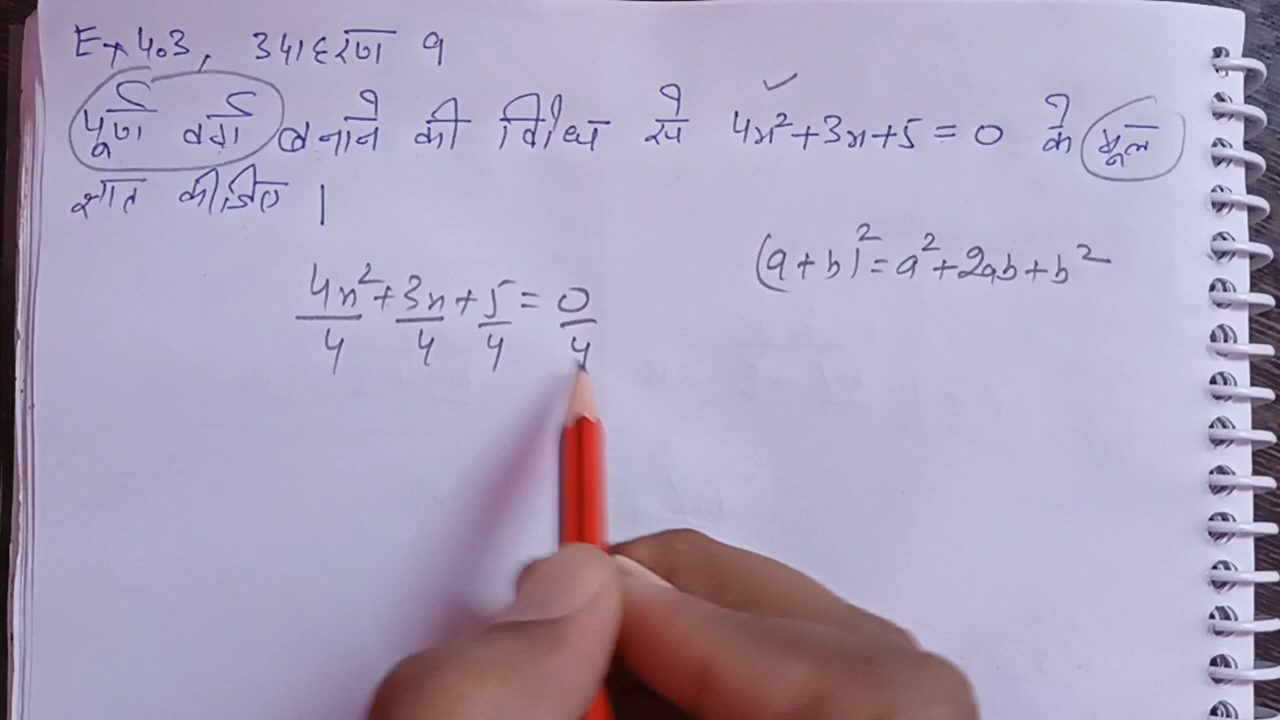 Ex 4.3, उदाहरण 9
पूर्ण वर्ग बनाने की विधि से 4x²+3x+5=0 के मूल
ज्ञात कीजिए ।
(a+b)²=a²+2ab+b²
4x²/4+3x/4+5/4=0/4